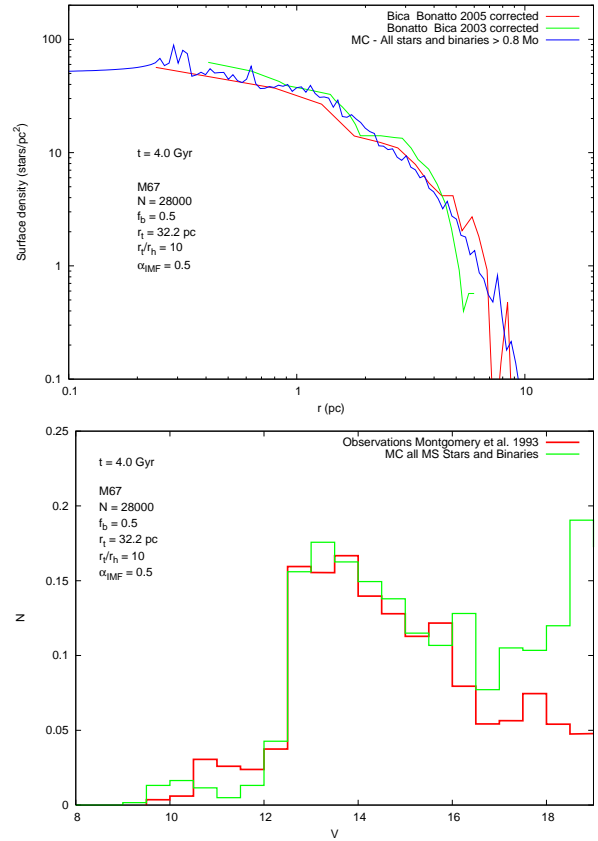 Bica Bonatto 2005 corrected
Bonatto Bica 2003 corrected
MC - All stars and binaries > 0.8 Mo
100
10
1
0.1
Surface density (stars/pc²)
t = 4.0 Gyr
M67
N = 28000
f_b = 0.5
r_t = 32.2 pc
r_t/r_h = 10
α_IMF = 0.5
0.1
1
10
r (pc)
Observations Montgomery et al. 1993
MC all MS Stars and Binaries
0.25
0.2
0.15
0.1
0.05
0
N
t = 4.0 Gyr
M67
N = 28000
f_b = 0.5
r_t = 32.2 pc
r_t/r_h = 10
α_IMF = 0.5
8
10
12
14
16
18
V